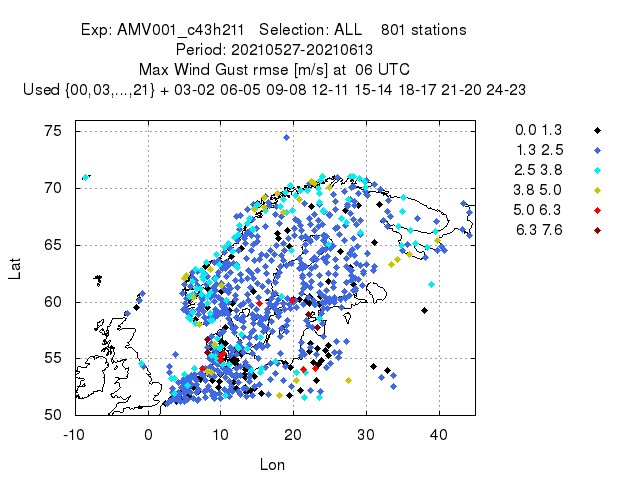 Exp: AMV001_c43h211 Selection: ALL 801 stations
Period: 20210527-20210613
Max Wind Gust rmse [m/s] at 06 UTC
Used {00,03,...,21} + 03-02 06-05 09-08 12-11 15-14 18-17 21-20 24-23
0.0 1.3
1.3 2.5
2.5 3.8
3.8 5.0
5.0 6.3
6.3 7.6
75
70
65
60
55
50
Lat
-10 0 10 20 30 40
Lon